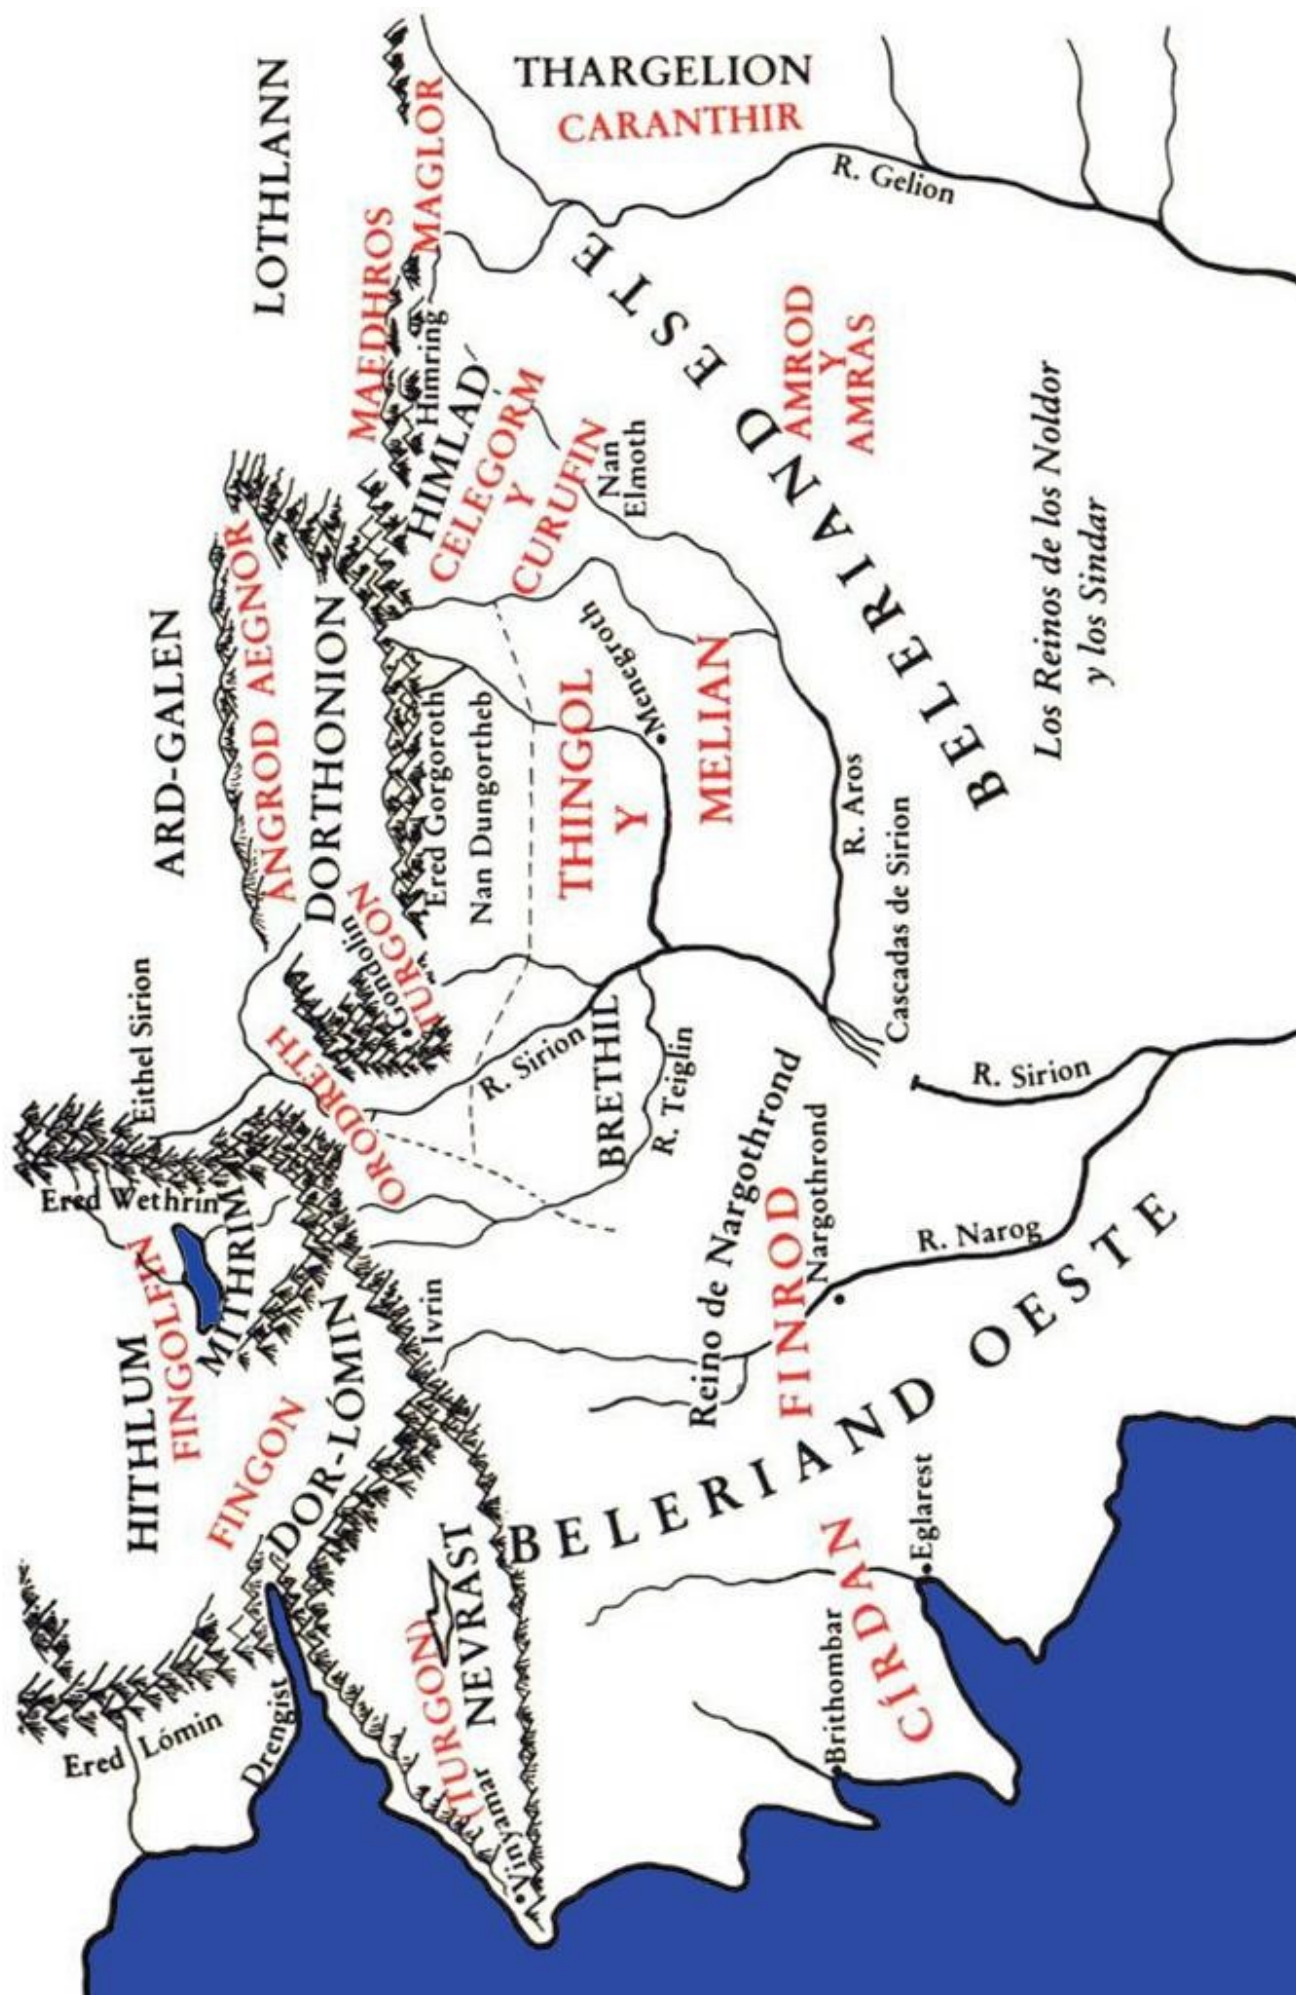 LOTHLANN
ARD-GALEN
Eithel Sirion
Ered Wethrin
HITHLUM
FINGOLFIN
MITHRIM
FINGON
DOR-LÓMIN
Ered Lómin
Drengist
(TURGON)
NEVRAST
Vinyamar
Ivrin
ORODRETH
TURGON
Gondolin
ANGROD AEGNOR
DORTHONION
Ered Gorgoroth
Nan Dungortheb
MAEDHROS
MAGLOR
Himring
HIMLAD
CELEGORM
Y
CURUFIN
Nan
Elmoth
THARGELION
CARANTHIR
R. Gelion
THINGOL
Y
MELIAN
Menegroth
R. Sirion
BRETHIL
R. Teiglin
R. Aros
Cascadas de Sirion
Reino de Nargothrond
FINROD
Nargothrond
R. Narog
R. Sirion
BELERIAND OESTE
BELERIAND ESTE
AMROD
Y
AMRAS
Brithombar
CÍRDAN
Eglarest
Los Reinos de los Noldor
y los Sindar